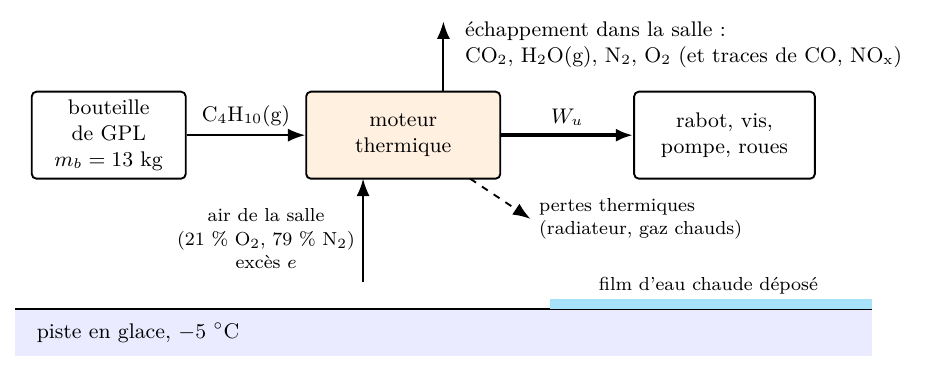 échappement dans la salle :
CO₂, H₂O(g), N₂, O₂ (et traces de CO, NOₓ)
bouteille
de GPL
m_b = 13 kg
C₄H₁₀(g)
moteur
thermique
W_u
rabot, vis,
pompe, roues
air de la salle
(21 % O₂, 79 % N₂)
excès e
pertes thermiques
(radiateur, gaz chauds)
film d'eau chaude déposé
piste en glace, −5 °C